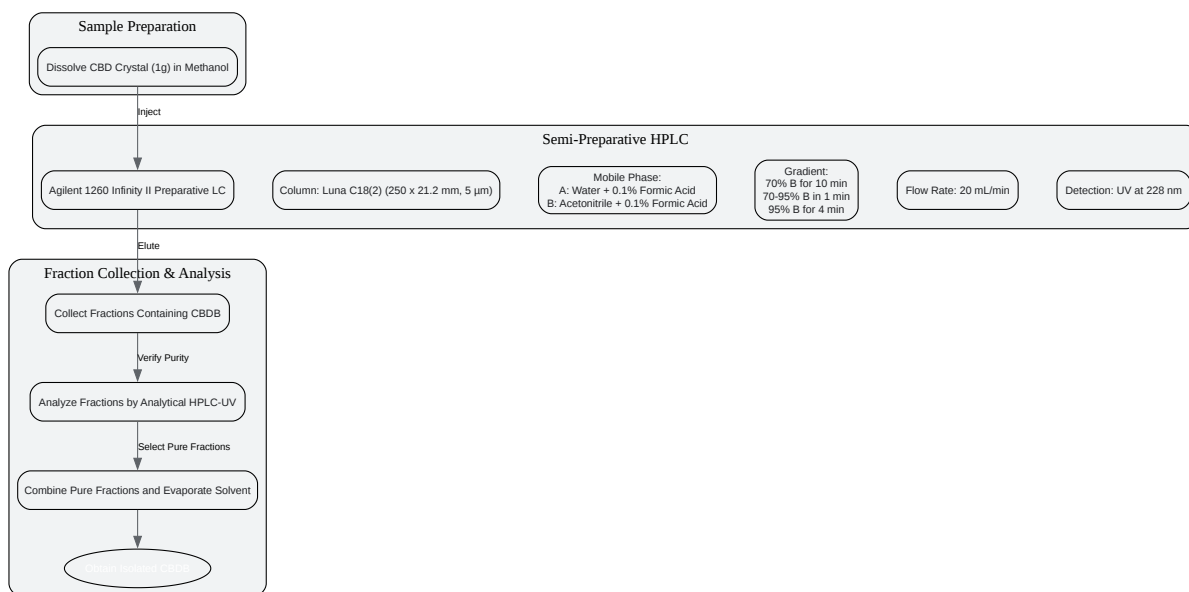 Sample Preparation
Dissolve CBD Crystal (1g) in Methanol
Inject
Semi-Preparative HPLC
Agilent 1260 Infinity II Preparative LC
Column: Luna C18(2) (250 x 21.2 mm, 5 µm)
Mobile Phase:
A: Water + 0.1% Formic Acid
B: Acetonitrile + 0.1% Formic Acid
Gradient:
70% B for 10 min
70-95% B in 1 min
95% B for 4 min
Flow Rate: 20 mL/min
Detection: UV at 228 nm
Elute
Fraction Collection & Analysis
Collect Fractions Containing CBDB
Verify Purity
Analyze Fractions by Analytical HPLC-UV
Select Pure Fractions
Combine Pure Fractions and Evaporate Solvent